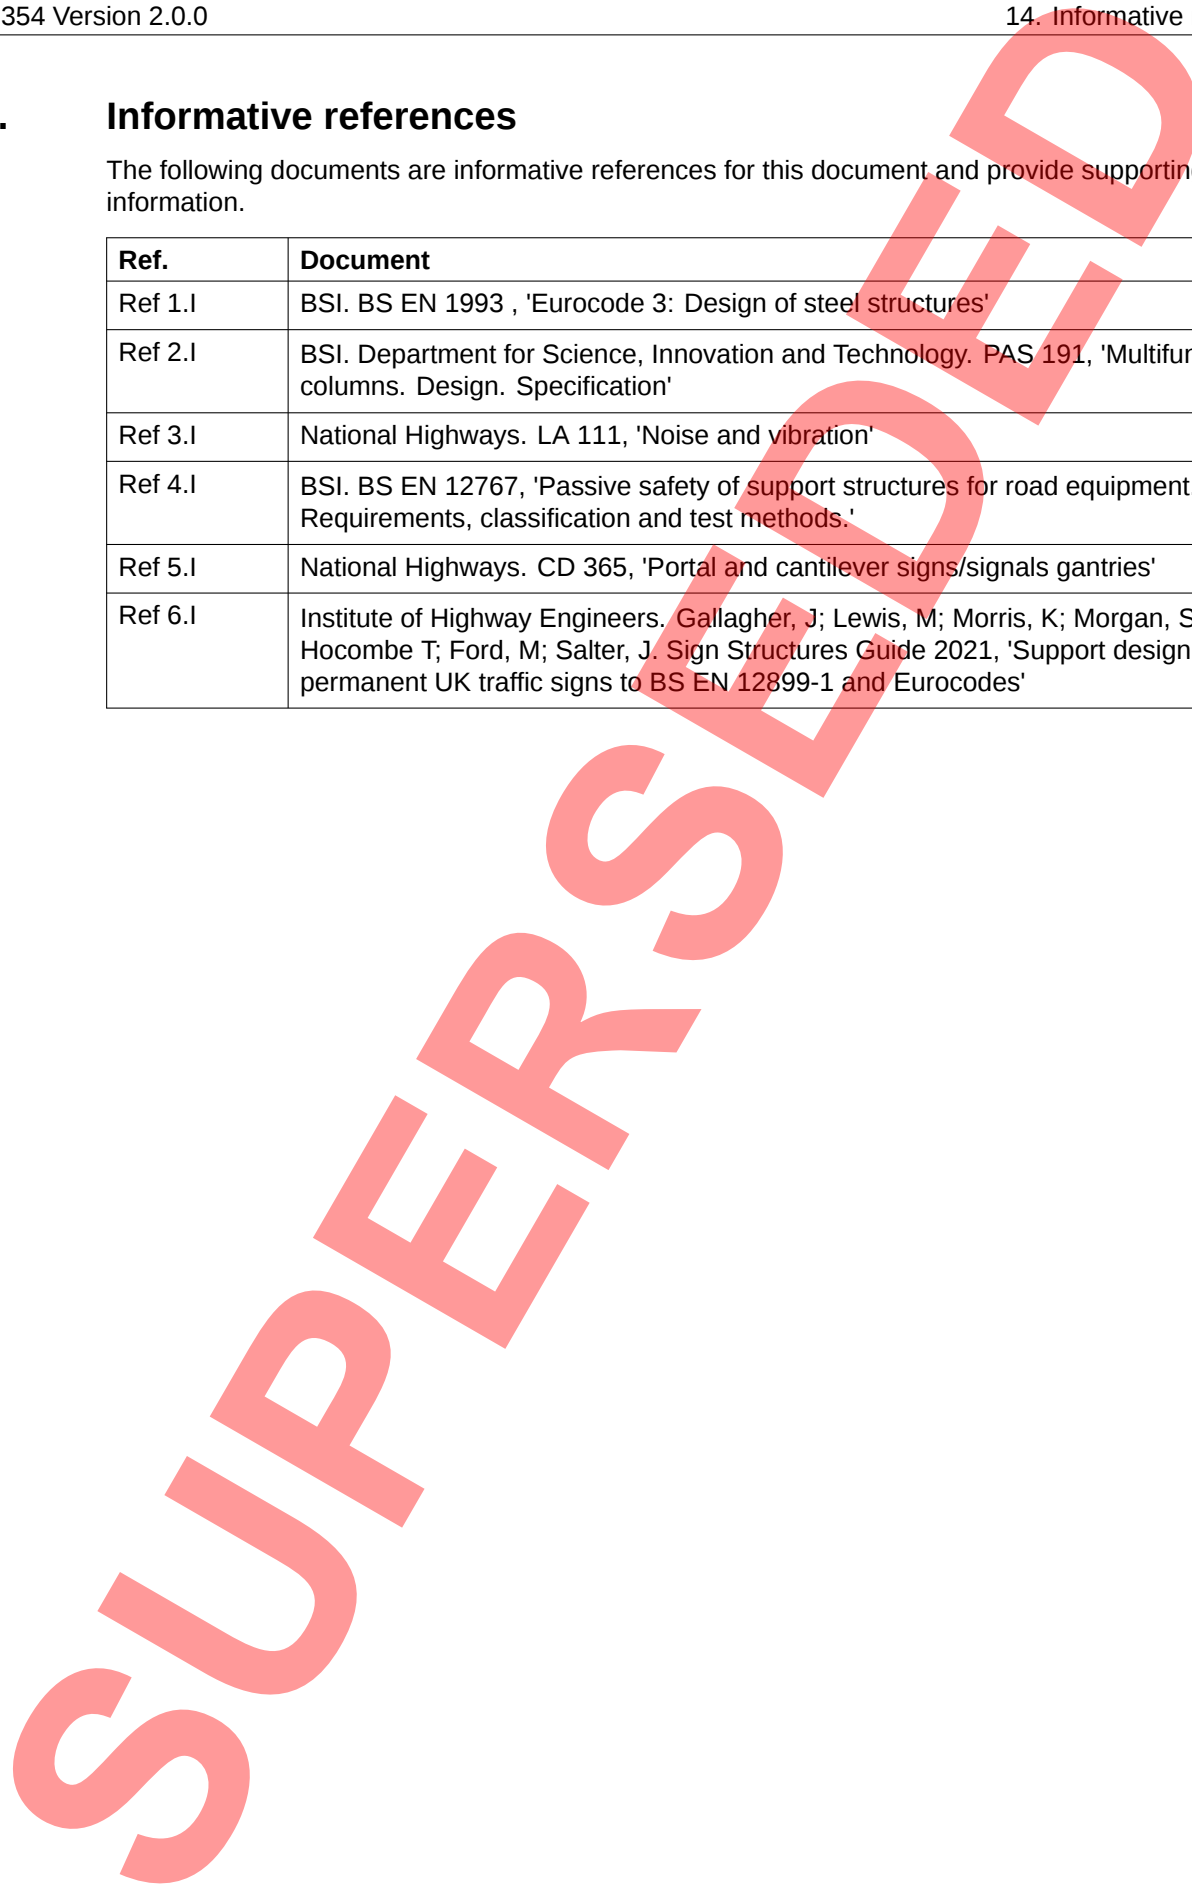 354 Version 2.0.0
14. Informative
. Informative references
The following documents are informative references for this document and provide supporting
information.
Ref. Document
Ref 1.I BSI. BS EN 1993 , 'Eurocode 3: Design of steel structures'
Ref 2.I BSI. Department for Science, Innovation and Technology. PAS 191, 'Multifun
columns. Design. Specification'
Ref 3.I National Highways. LA 111, 'Noise and vibration'
Ref 4.I BSI. BS EN 12767, 'Passive safety of support structures for road equipment.
Requirements, classification and test methods.'
Ref 5.I National Highways. CD 365, 'Portal and cantilever signs/signals gantries'
Ref 6.I Institute of Highway Engineers. Gallagher, J; Lewis, M; Morris, K; Morgan, S
Hocombe T; Ford, M; Salter, J. Sign Structures Guide 2021, 'Support design
permanent UK traffic signs to BS EN 12899-1 and Eurocodes'
SUPERSEDED